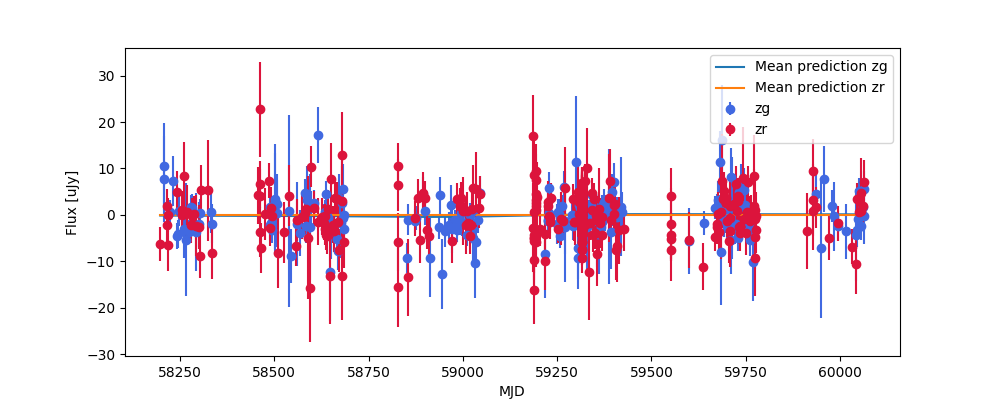 30
20
10
0
−10
−20
−30
Flux [uJy]
58250
58500
58750
59000
59250
59500
59750
60000
MJD
Mean prediction zg
Mean prediction zr
zg
zr